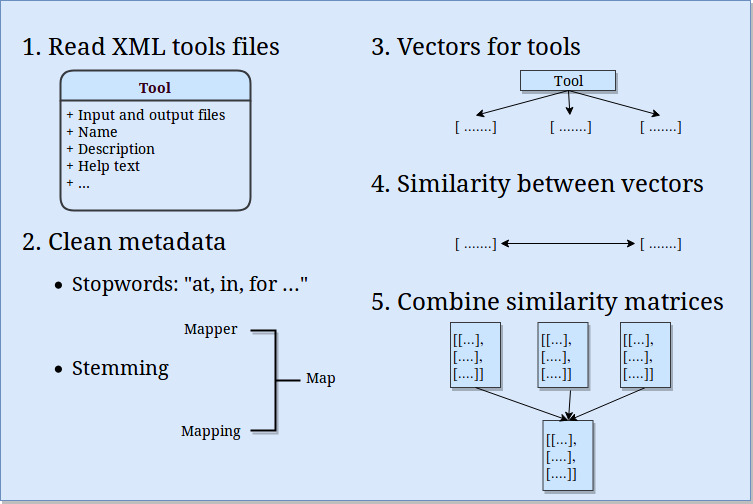 1. Read XML tools files
Tool
+ Input and output files
+ Name
+ Description
+ Help text
+ ...
2. Clean metadata
• Stopwords: "at, in, for ..."
• Stemming
Mapper
Map
Mapping
3. Vectors for tools
Tool
[ .......] [ .......] [ .......]
4. Similarity between vectors
[ .......] [ .......]
5. Combine similarity matrices
[[...], [[...], [[...],
[....], [....], [....],
[....]] [....]] [....]]
[[...],
[....],
[....]]